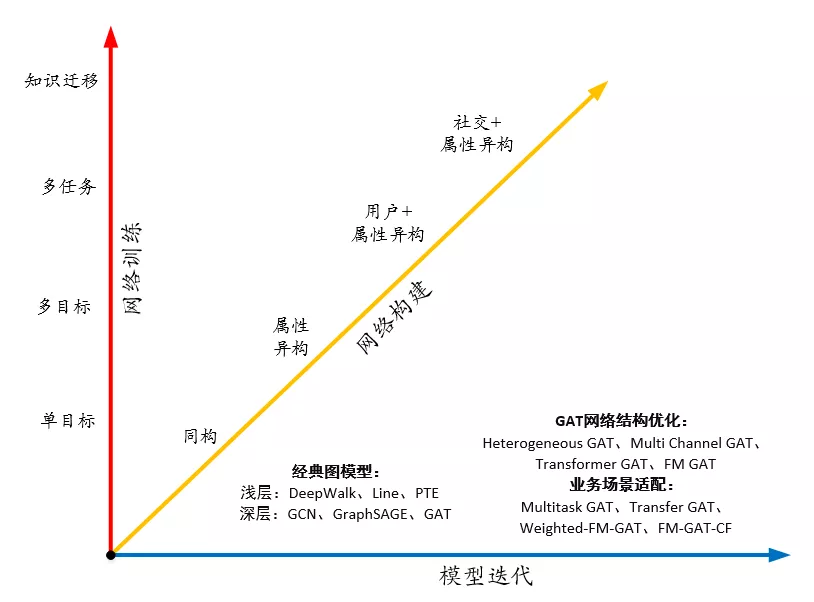 知识迁移
多任务
多目标
单目标
网络训练
社交+
属性异构
用户+
属性异构
属性
异构
同构
网络构建
经典图模型:
浅层:DeepWalk、Line、PTE
深层:GCN、GraphSAGE、GAT
GAT网络结构优化:
Heterogeneous GAT、Multi Channel GAT、
Transformer GAT、FM GAT
业务场景适配:
Multitask GAT、Transfer GAT、
Weighted-FM-GAT、FM-GAT-CF
模型迭代